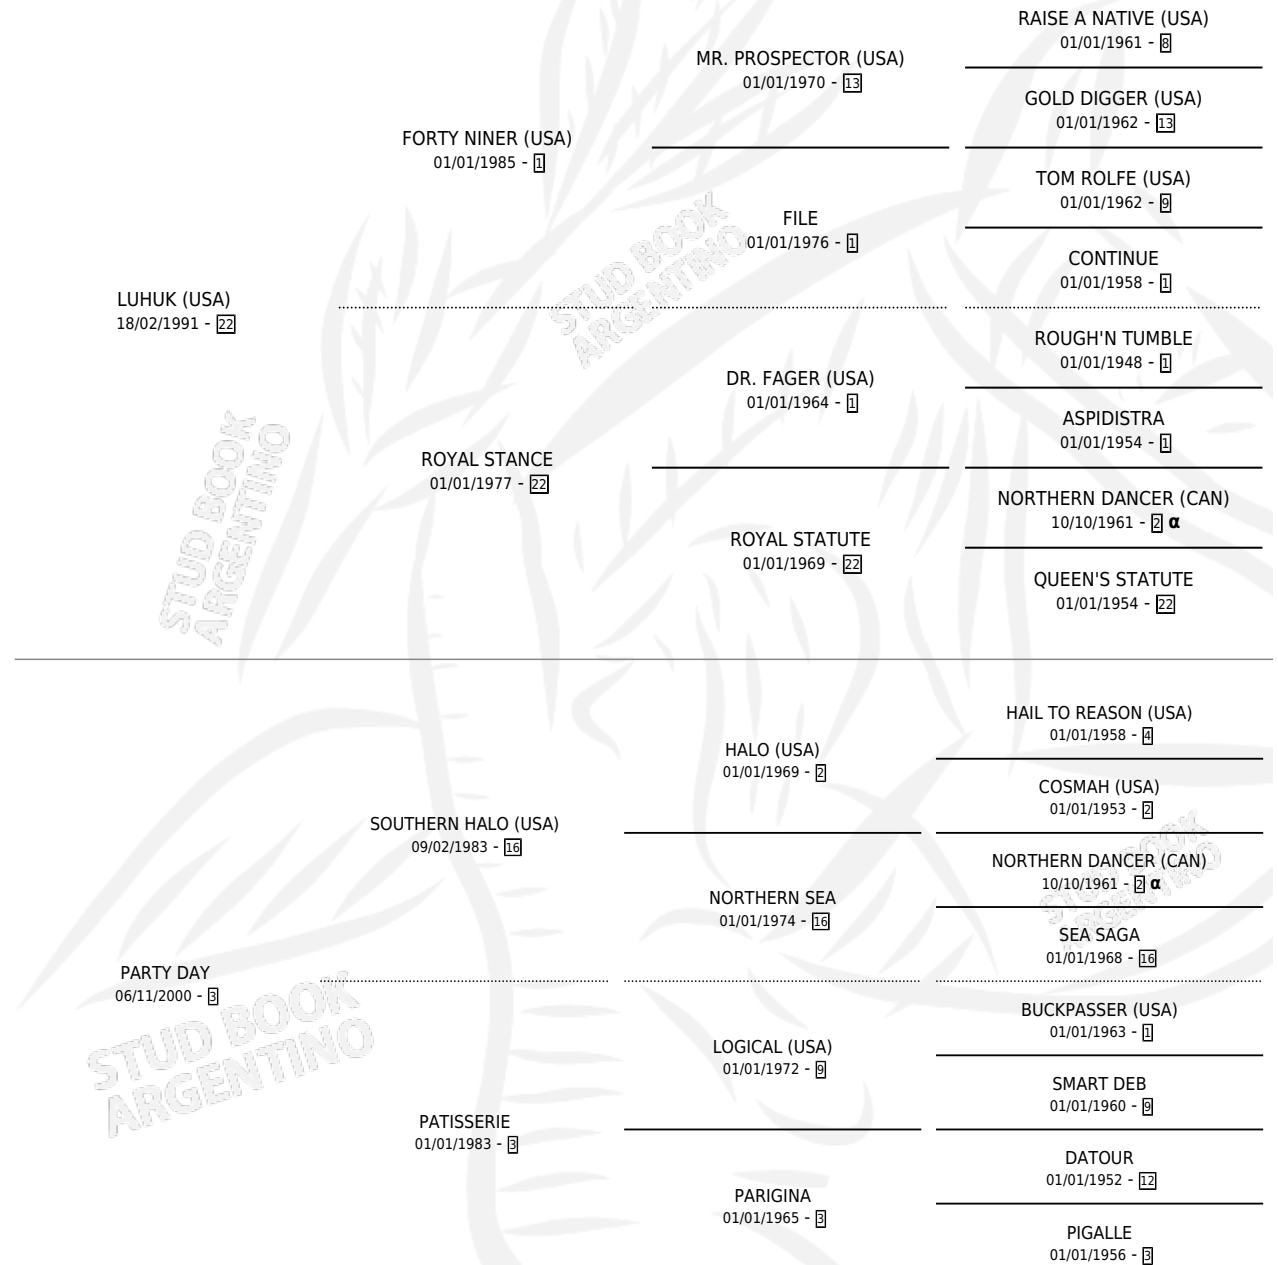 RAISE A NATIVE (USA)
01/01/1961 - 8
MR. PROSPECTOR (USA)
01/01/1970 - 13
GOLD DIGGER (USA)
01/01/1962 - 13
FORTY NINER (USA)
01/01/1985 - 1
TOM ROLFE (USA)
01/01/1962 - 9
FILE
01/01/1976 - 1
CONTINUE
01/01/1958 - 1
LUHUK (USA)
18/02/1991 - 22
STUD BOOK
ARGENTINO
ROUGH'N TUMBLE
01/01/1948 - 1
DR. FAGER (USA)
01/01/1964 - 1
ASPIDISTRA
01/01/1954 - 1
ROYAL STANCE
01/01/1977 - 22
STUD BOOK
ARGENTINO
NORTHERN DANCER (CAN)
10/10/1961 - 2 α
ROYAL STATUTE
01/01/1969 - 22
QUEEN'S STATUTE
01/01/1954 - 22
HAIL TO REASON (USA)
01/01/1958 - 4
HALO (USA)
01/01/1969 - 2
COSMAH (USA)
01/01/1953 - 2
SOUTHERN HALO (USA)
09/02/1983 - 16
NORTHERN DANCER (CAN)
10/10/1961 - 2 α
STUD BOOK
ARGENTINO
NORTHERN SEA
01/01/1974 - 16
SEA SAGA
01/01/1968 - 16
PARTY DAY
06/11/2000 - 3
STUD BOOK
ARGENTINO
BUCKPASSER (USA)
01/01/1963 - 1
LOGICAL (USA)
01/01/1972 - 9
SMART DEB
01/01/1960 - 9
PATISSERIE
01/01/1983 - 3
DATOUR
01/01/1952 - 12
PARIGINA
01/01/1965 - 3
PIGALLE
01/01/1956 - 3